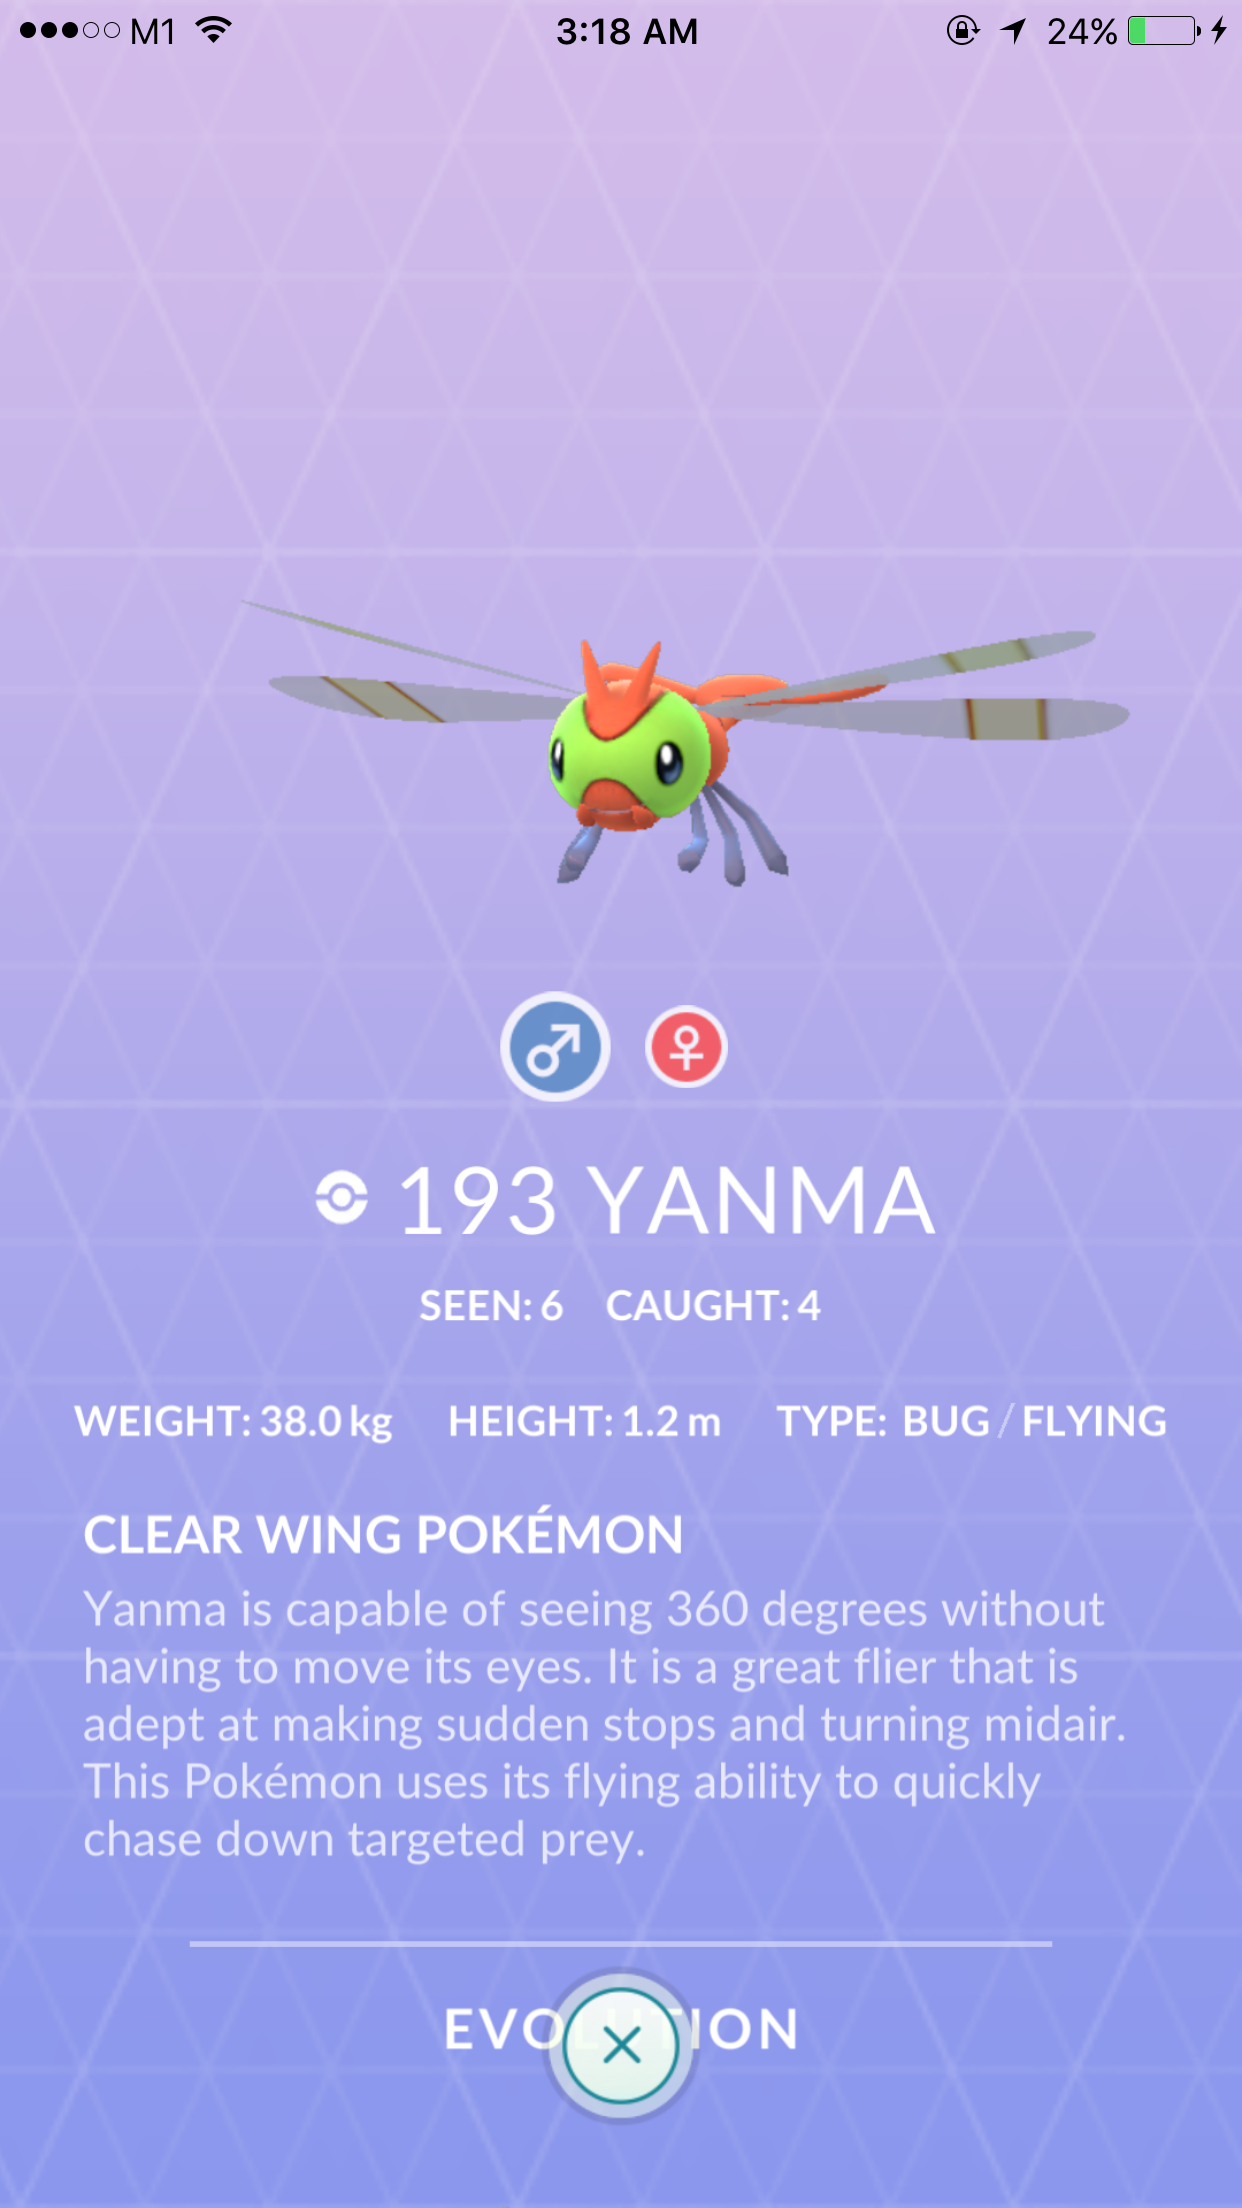 M1 3:18 AM 24%
193 YANMA
SEEN: 6 CAUGHT: 4
WEIGHT: 38.0 kg HEIGHT: 1.2 m TYPE: BUG / FLYING
CLEAR WING POKÉMON
Yanma is capable of seeing 360 degrees without
having to move its eyes. It is a great flier that is
adept at making sudden stops and turning midair.
This Pokémon uses its flying ability to quickly
chase down targeted prey.
EVOLUTION